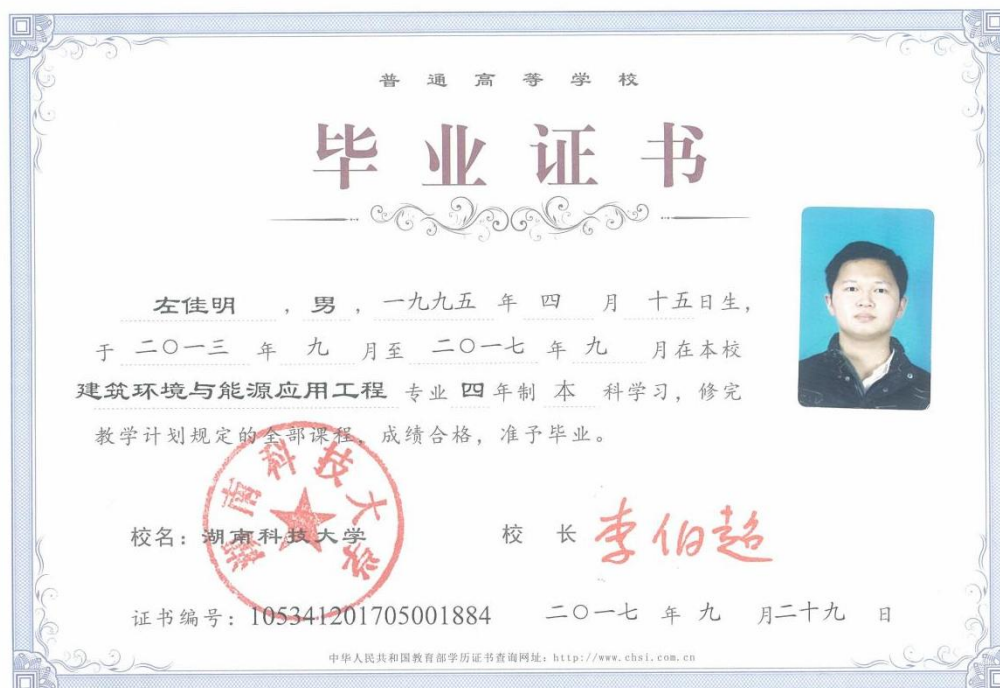 普通高等学校
毕业证书
左佳明 , 男 , 一九九五 年 四 月 十五日生,
于 二〇一三 年 九 月至 二〇一七 年 九 月在本校
建筑环境与能源应用工程 专业 四年制 本 科学习, 修完
教学计划规定的全部课程, 成绩合格, 准予毕业。
湖南科技大学
校名: 湖南科技大学 校 长 李伯超
证书编号: 105341201705001884 二〇一七 年 九 月二十九 日
中华人民共和国教育部学历证书查询网址: http://www.chsi.com.cn